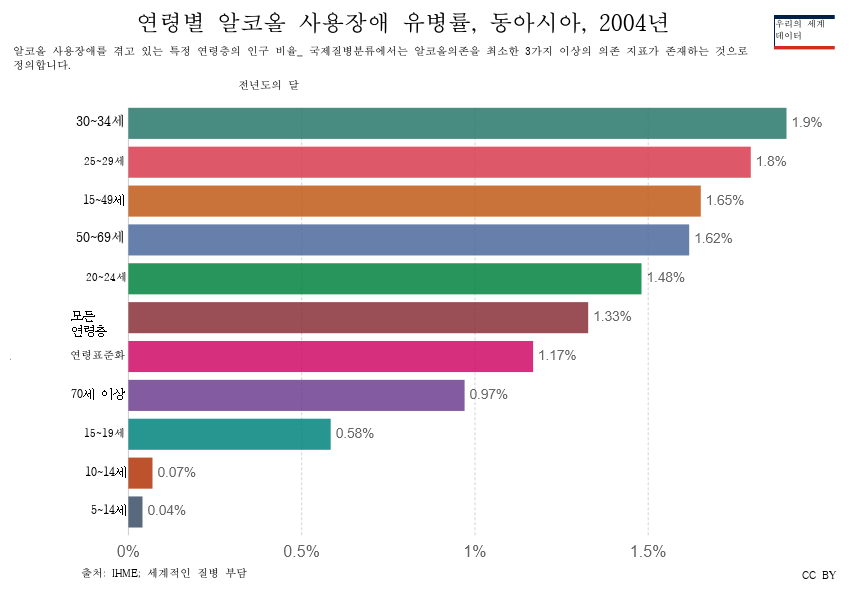 연령별 알코올 사용장애 유병률, 동아시아, 2004년
우리의 세계
데이터
알코올 사용장애를 겪고 있는 특정 연령층의 인구 비율_ 국제질병분류에서는 알코올의존을 최소한 3가지 이상의 의존 지표가 존재하는 것으로
정의합니다.
전년도의 달
30~34세 1.9%
25~29세 1.8%
15~49세 1.65%
50~69세 1.62%
20~24세 1.48%
모든
연령층 1.33%
연령표준화 1.17%
70세 이상 0.97%
15~19세 0.58%
10~14세 0.07%
5~14세 0.04%
0% 0.5% 1% 1.5%
출처: IHME; 세계적인 질병 부담
CC BY